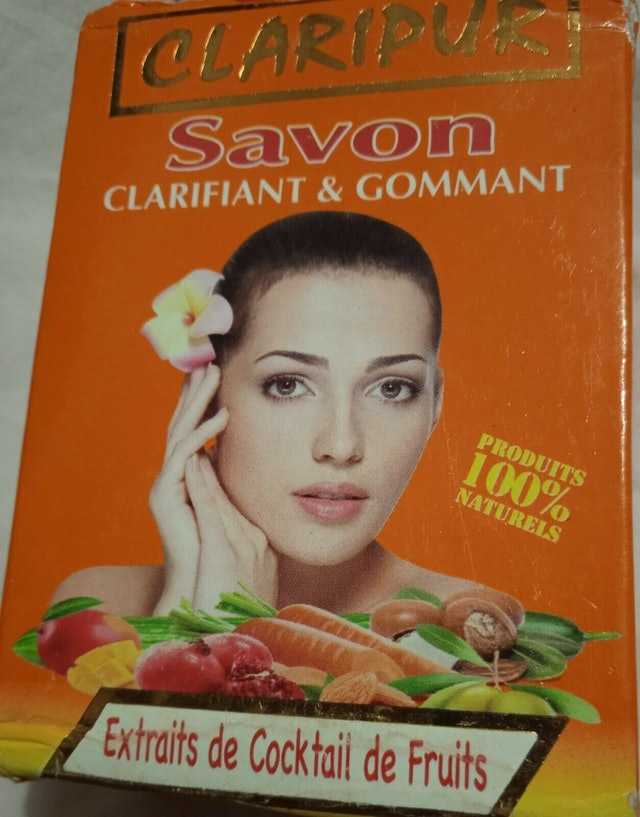 CLARIPUR
Savon
CLARIFIANT & GOMMANT
PRODUITS
100%
NATURELS
Extraits de Cocktail de Fruits